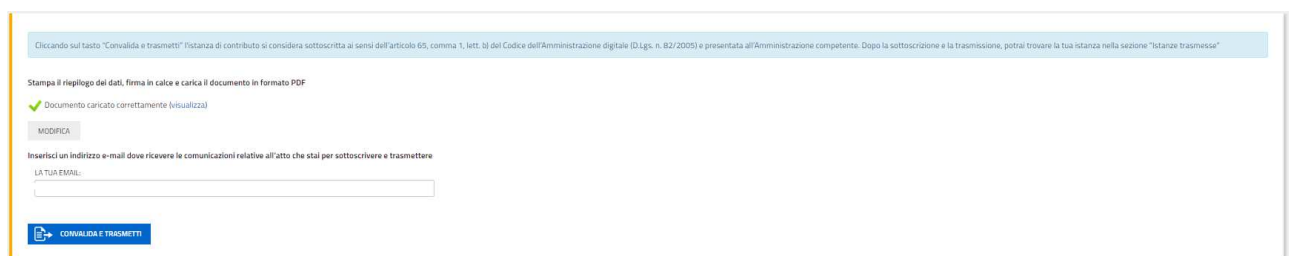 Cliccando sul tasto "Convalida e trasmetti" l'istanza di contributo si considera sottoscritta ai sensi dell'articolo 65, comma 1, lett. b) del Codice dell'Amministrazione digitale (D.Lgs. n. 82/2005) e presentata all'Amministrazione competente. Dopo la sottoscrizione e la trasmissione, potrai trovare la tua istanza nella sezione "Istanze trasmesse"
Stampa il riepilogo dei dati, firma in calce e carica il documento in formato PDF
Documento caricato correttamente (visualizza)
MODIFICA
Inserisci un indirizzo e-mail dove ricevere le comunicazioni relative all'atto che stai per sottoscrivere e trasmettere
LA TUA EMAIL:
CONVALIDA E TRASMETTI